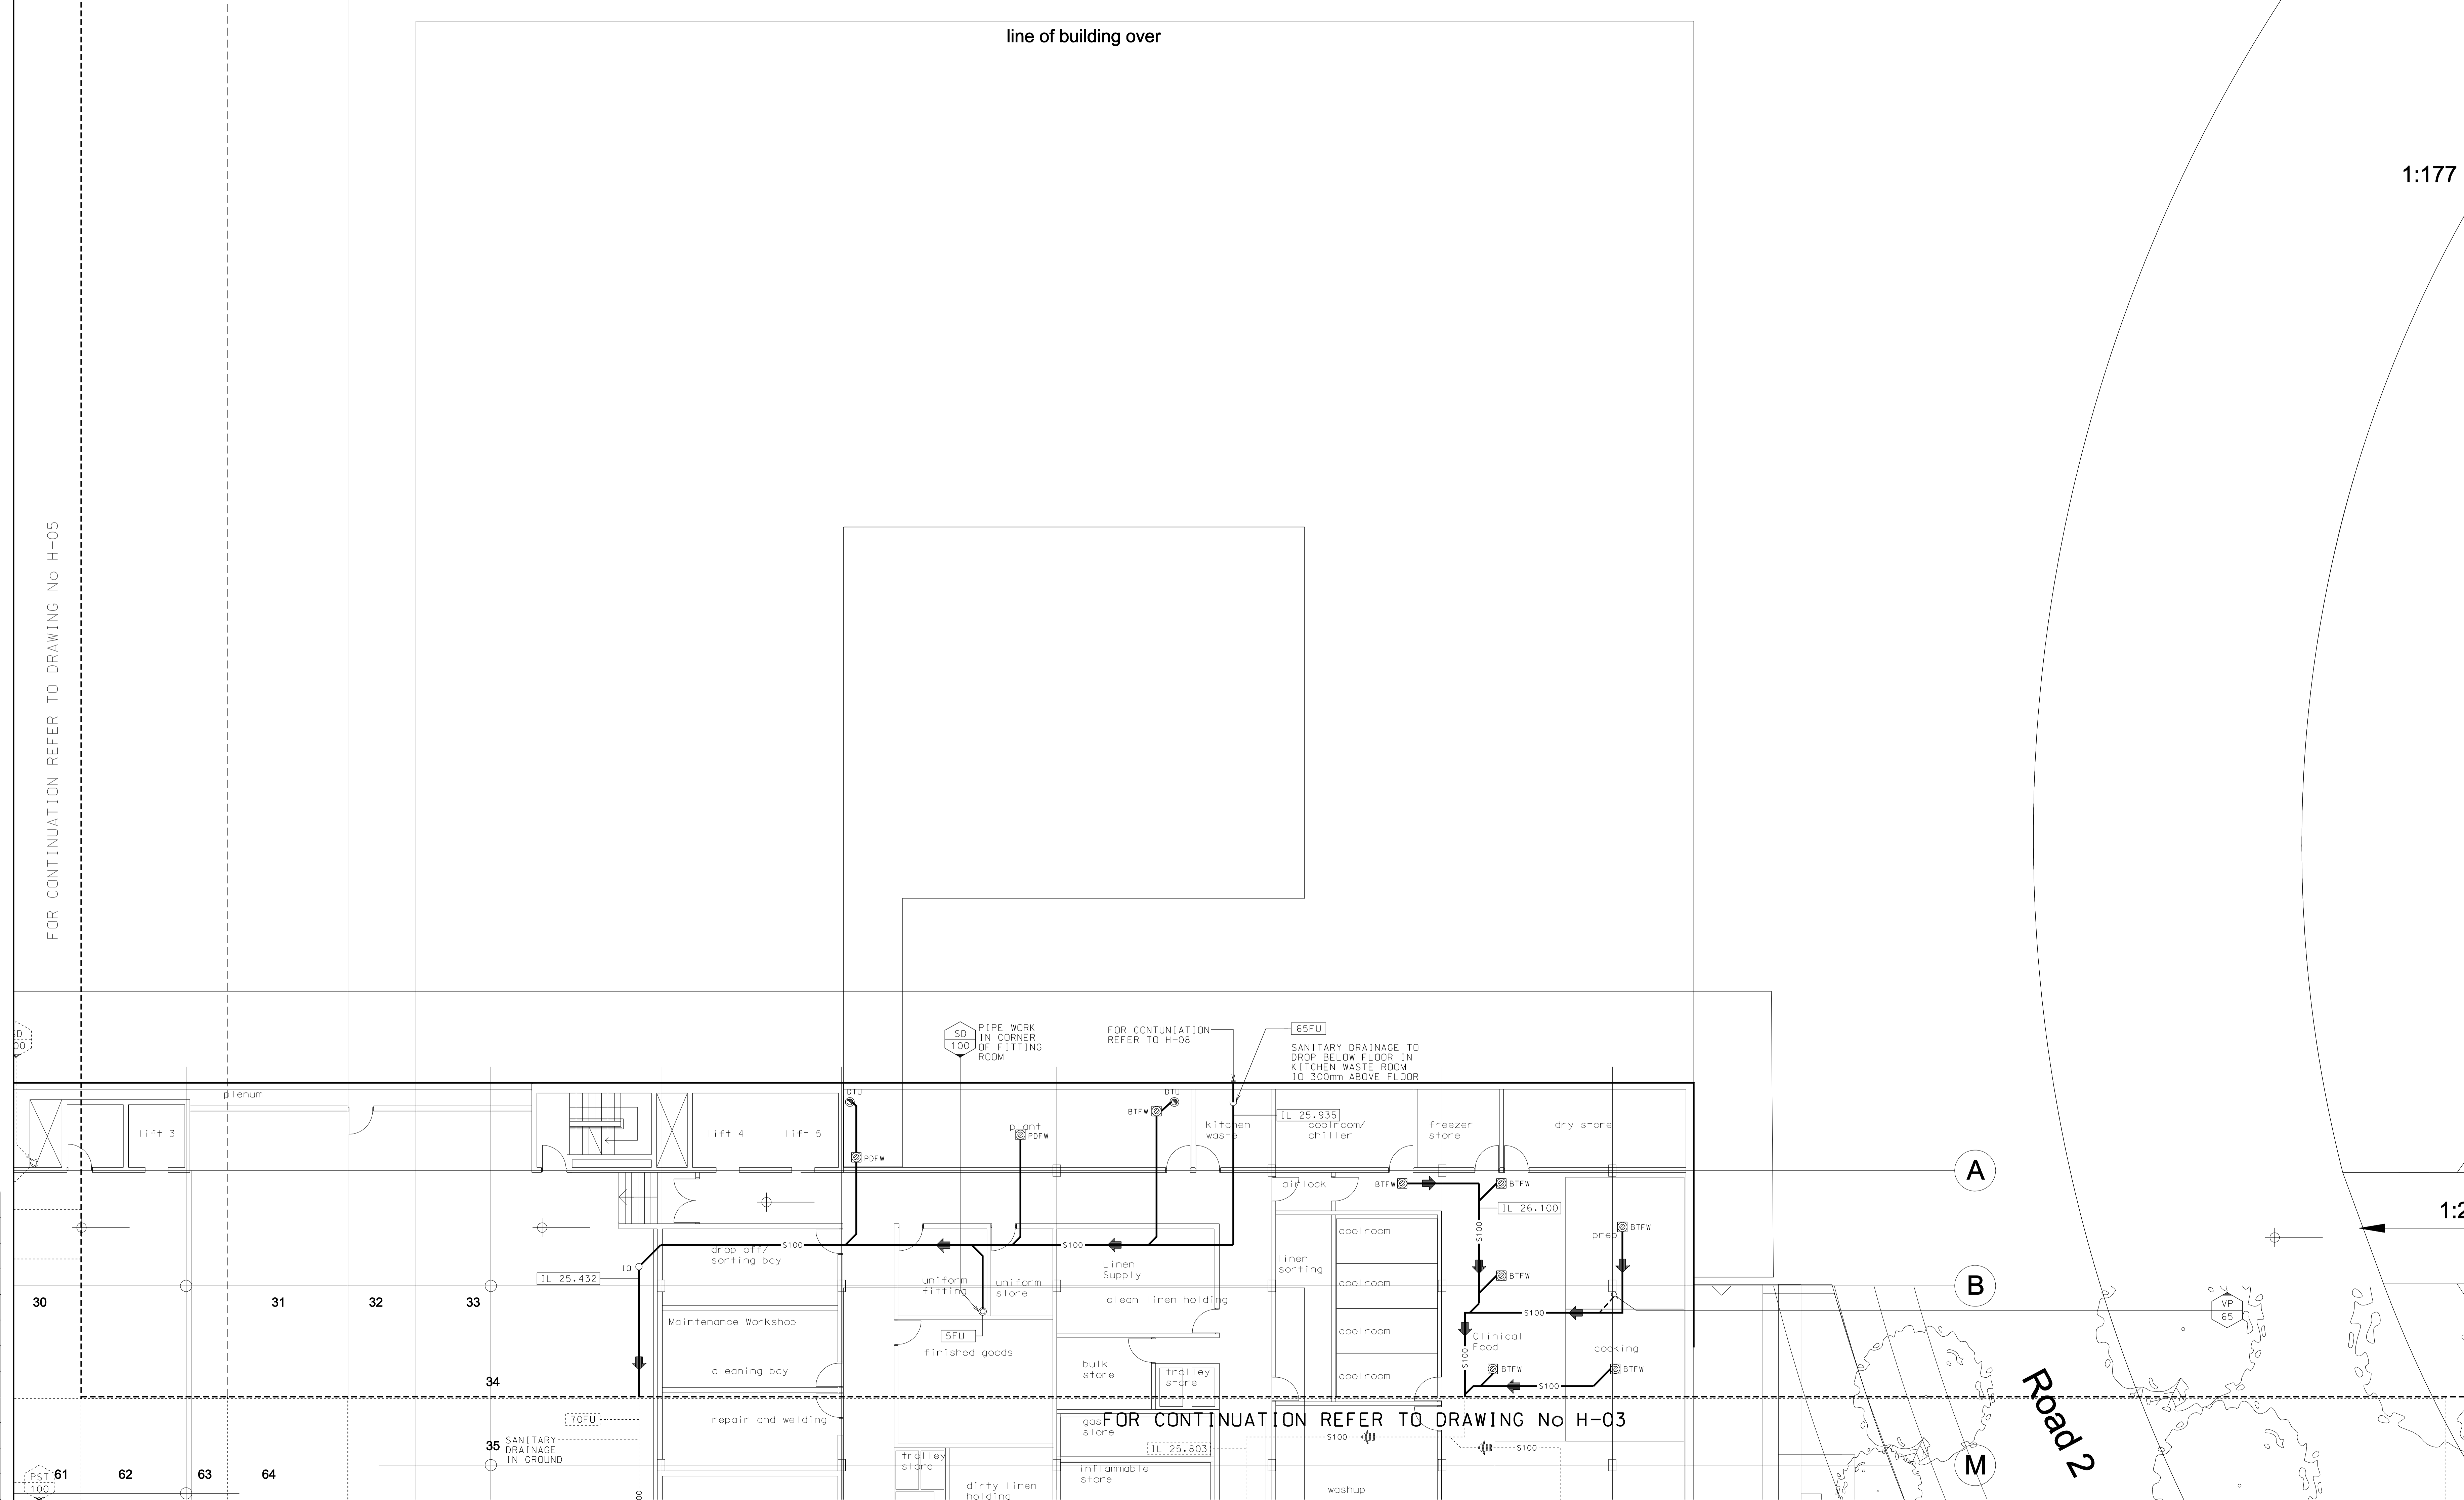 line of building over
1:177
FOR CONTINUATION REFER TO DRAWING No H-05
SD
100
PIPE WORK
IN CORNER
OF FITTING
ROOM
FOR CONTUNIATION
REFER TO H-08
65FU
SANITARY DRAINAGE TO
DROP BELOW FLOOR IN
KITCHEN WASTE ROOM
IO 300mm ABOVE FLOOR
plenum
DTU
DTU
BTFW
IL 25.935
lift 3
lift 4
lift 5
plant
PDFW
kitchen
waste
coolroom/
chiller
freezer
store
dry store
PDFW
A
airlock
BTFW
BTFW
IL 26.100
1:2
S100
BTFW
prep
drop off/
sorting bay
S100
S100
linen
sorting
coolroom
IO
IL 25.432
Linen
Supply
BTFW
uniform
fitting
uniform
store
coolroom
B
30
31
32
33
clean linen holding
S100
VP
65
Maintenance Workshop
5FU
finished goods
coolroom
Clinical
Food
cooking
S100
cleaning bay
bulk
store
trolley
store
coolroom
BTFW
BTFW
S100
34
Road 2
70FU
repair and welding
gas
store
FOR CONTINUATION REFER TO DRAWING No H-03
35
SANITARY
DRAINAGE
IN GROUND
S100
IL 25.803
S100
trolley
store
inflammable
store
M
PST
100
61
62
63
64
dirty linen
holding
washup